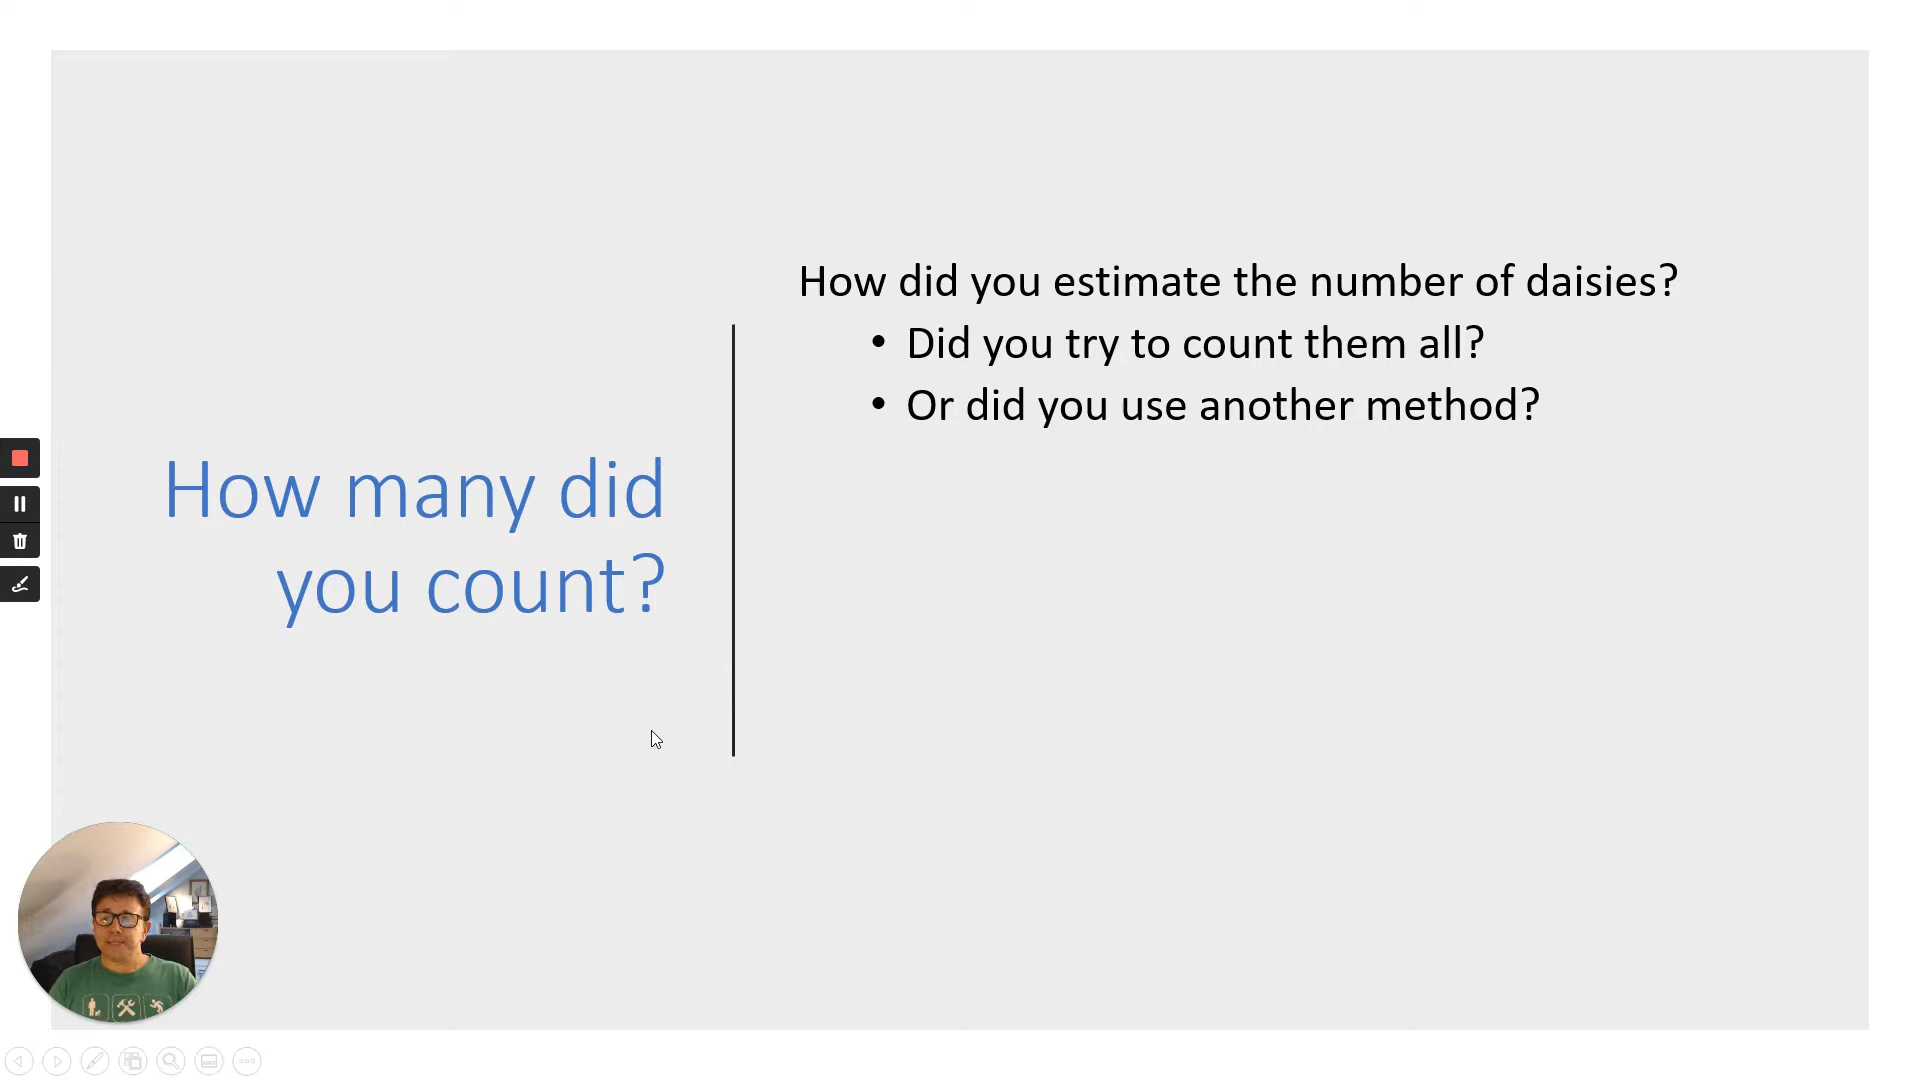 How many did
you count?
How did you estimate the number of daisies?
• Did you try to count them all?
• Or did you use another method?